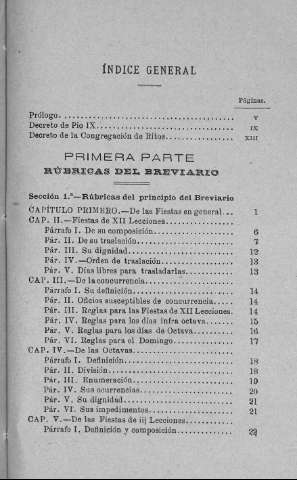 ÍNDICE GENERAL
Páginas.
Prólogo. V
Decreto de Pío IX. IX
Decreto de la Congregación de Ritos. XIII
PRIMERA PARTE
RÚBRICAS DEL BREVIARIO
Sección 1.ª—Rúbricas del principio del Breviario
CAPÍTULO PRIMERO.—De las Fiestas en general... 1
CAP. II.—Fiestas de XII Lecciones.
Párrafo I. De su composición 6
Pár. II. De su traslación 7
Pár. III. Su dignidad 12
Pár. IV.—Orden de traslación 13
Pár. V. Días libres para trasladarlas 13
CAP. III.—De la concurrencia.
Párrafo I. Su definición 14
Pár. II. Oficios susceptibles de concurrencia 14
Pár. III. Reglas para las Fiestas de XII Lecciones. 14
Pár. IV. Reglas para los días infra octava 15
Pár. V. Reglas para los días de Octava 16
Pár. VI. Reglas para el Domingo 17
CAP. IV.—De las Octavas.
Párrafo I. Definición 18
Pár. II. División 18
Pár. III. Enumeración 19
Pár. IV. Sus ocurrencias 20
Pár. V. Su dignidad 21
Pár. VI. Sus impedimentos 21
CAP. V.—De las Fiestas de iij Lecciones.
Párrafo I, Definición y composición 22